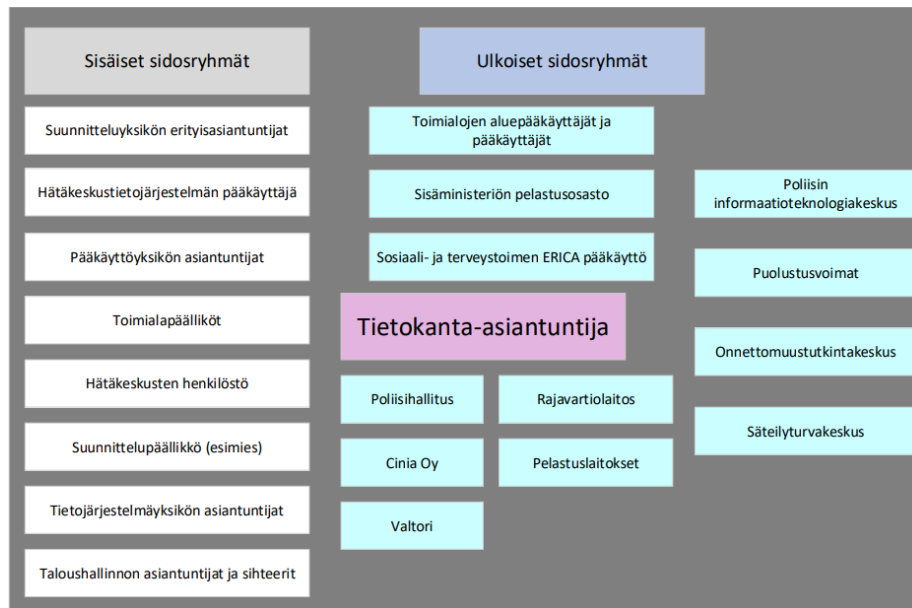 Sisäiset sidosryhmät
Suunnitteluyksikön erityisasiantuntijat
Hätäkeskustietojärjestelmän pääkäyttäjä
Pääkäyttöyksikön asiantuntijat
Toimialapäälliköt
Hätäkeskusten henkilöstö
Suunnittelupäällikkö (esimies)
Tietojärjestelmäyksikön asiantuntijat
Taloushallinnon asiantuntijat ja sihteerit
Ulkoiset sidosryhmät
Toimialojen aluepääkäyttäjät ja
pääkäyttäjät
Sisäministeriön pelastusosasto
Sosiaali- ja terveystoimen ERICA pääkäyttö
Tietokanta-asiantuntija
Poliisihallitus
Rajavartiolaitos
Cinia Oy
Pelastuslaitokset
Valtori
Poliisin
informaatioteknologiakeskus
Puolustusvoimat
Onnettomuustutkintakeskus
Säteilyturvakeskus